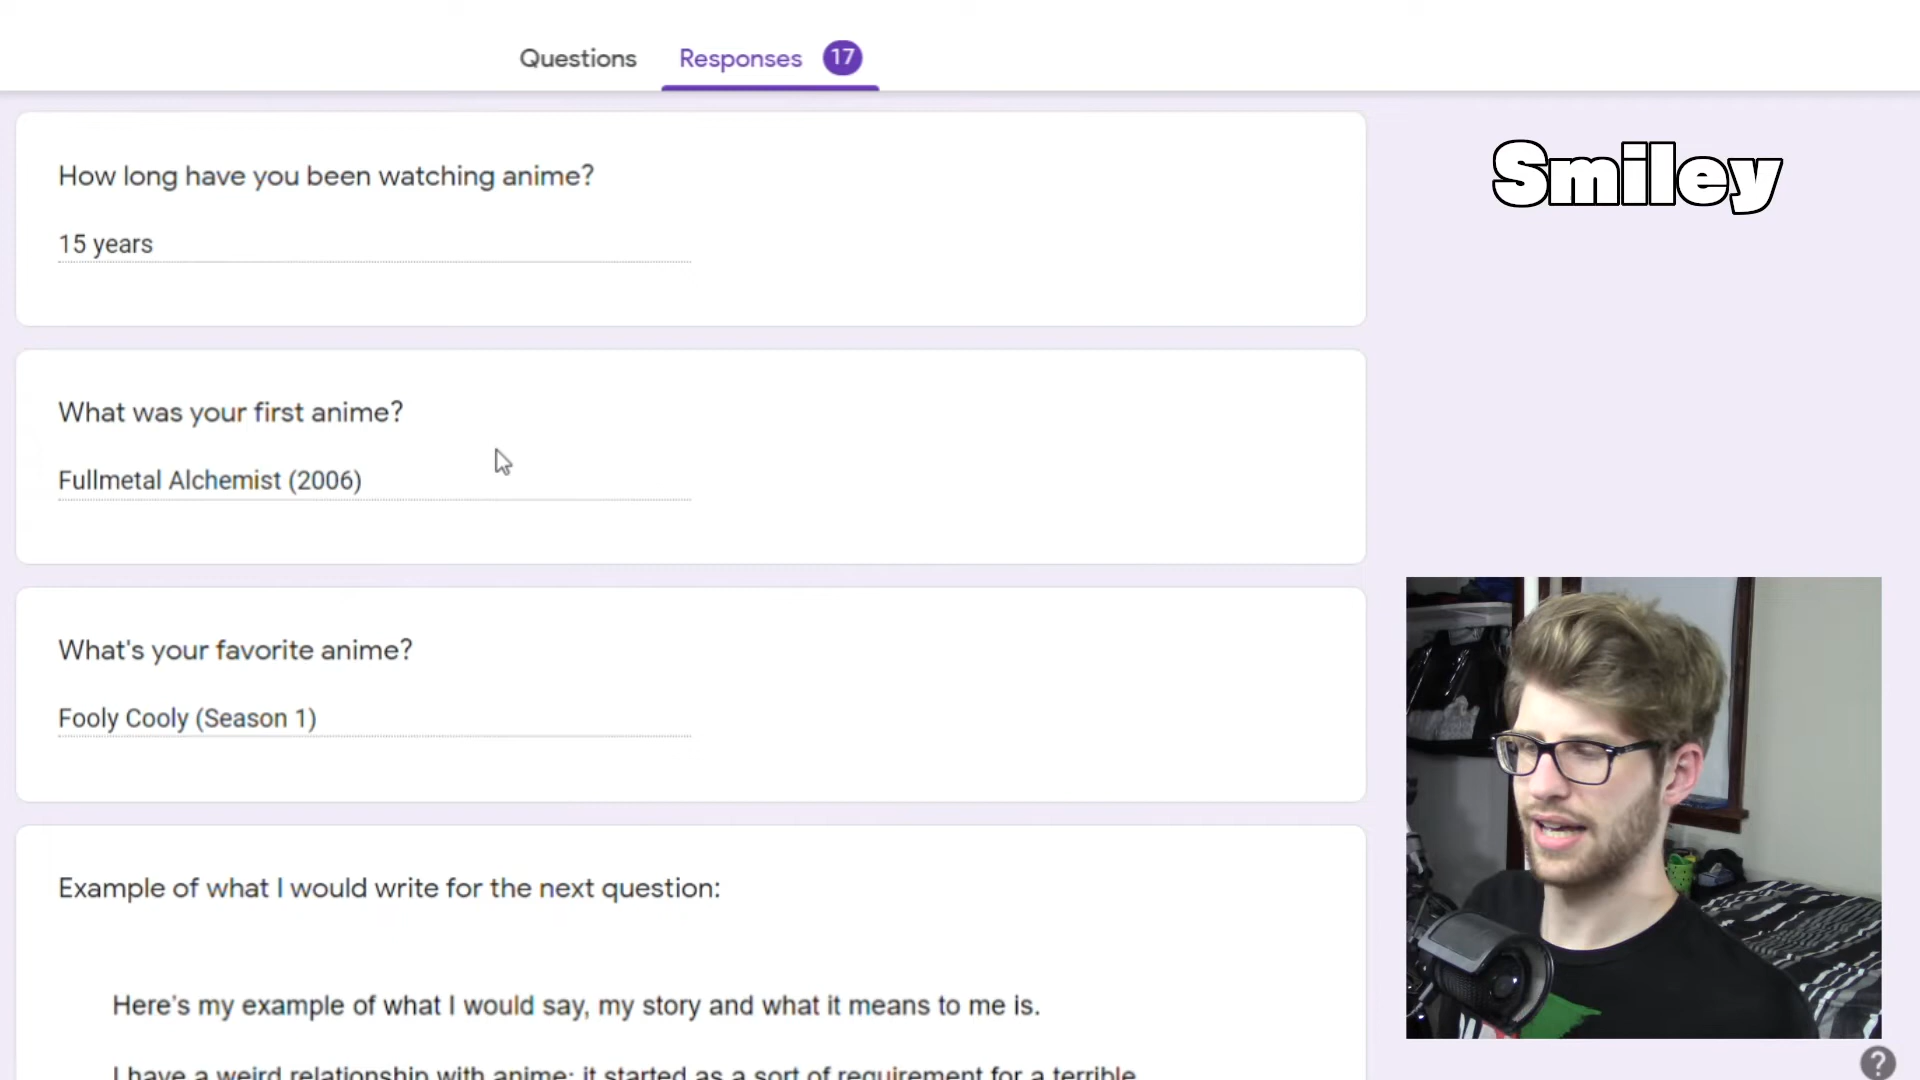 Questions
Responses 17
Smiley
How long have you been watching anime?
15 years
What was your first anime?
Fullmetal Alchemist (2006)
What's your favorite anime?
Fooly Cooly (Season 1)
Example of what I would write for the next question:
Here's my example of what I would say, my story and what it means to me is.
I have a weird relationship with anime; it started as a sort of requirement for a terrible
?